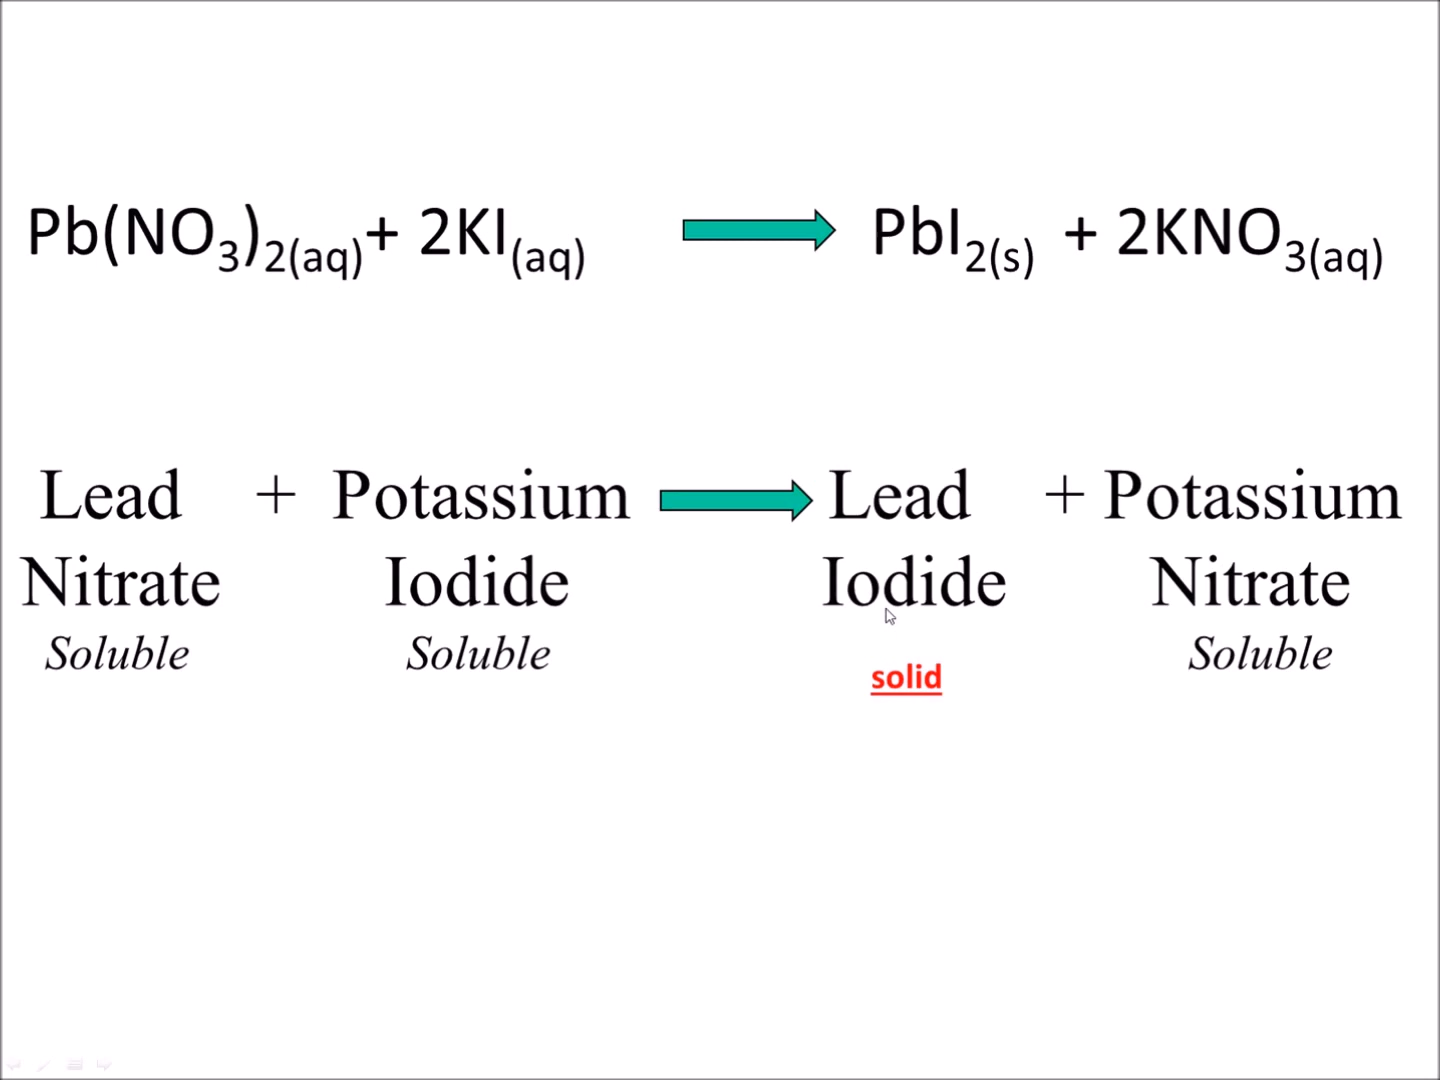 Pb(NO3)2(aq)+ 2KI(aq) PbI2(s) + 2KNO3(aq)
Lead + Potassium Lead + Potassium
Nitrate Iodide Iodide Nitrate
Soluble Soluble Soluble
solid